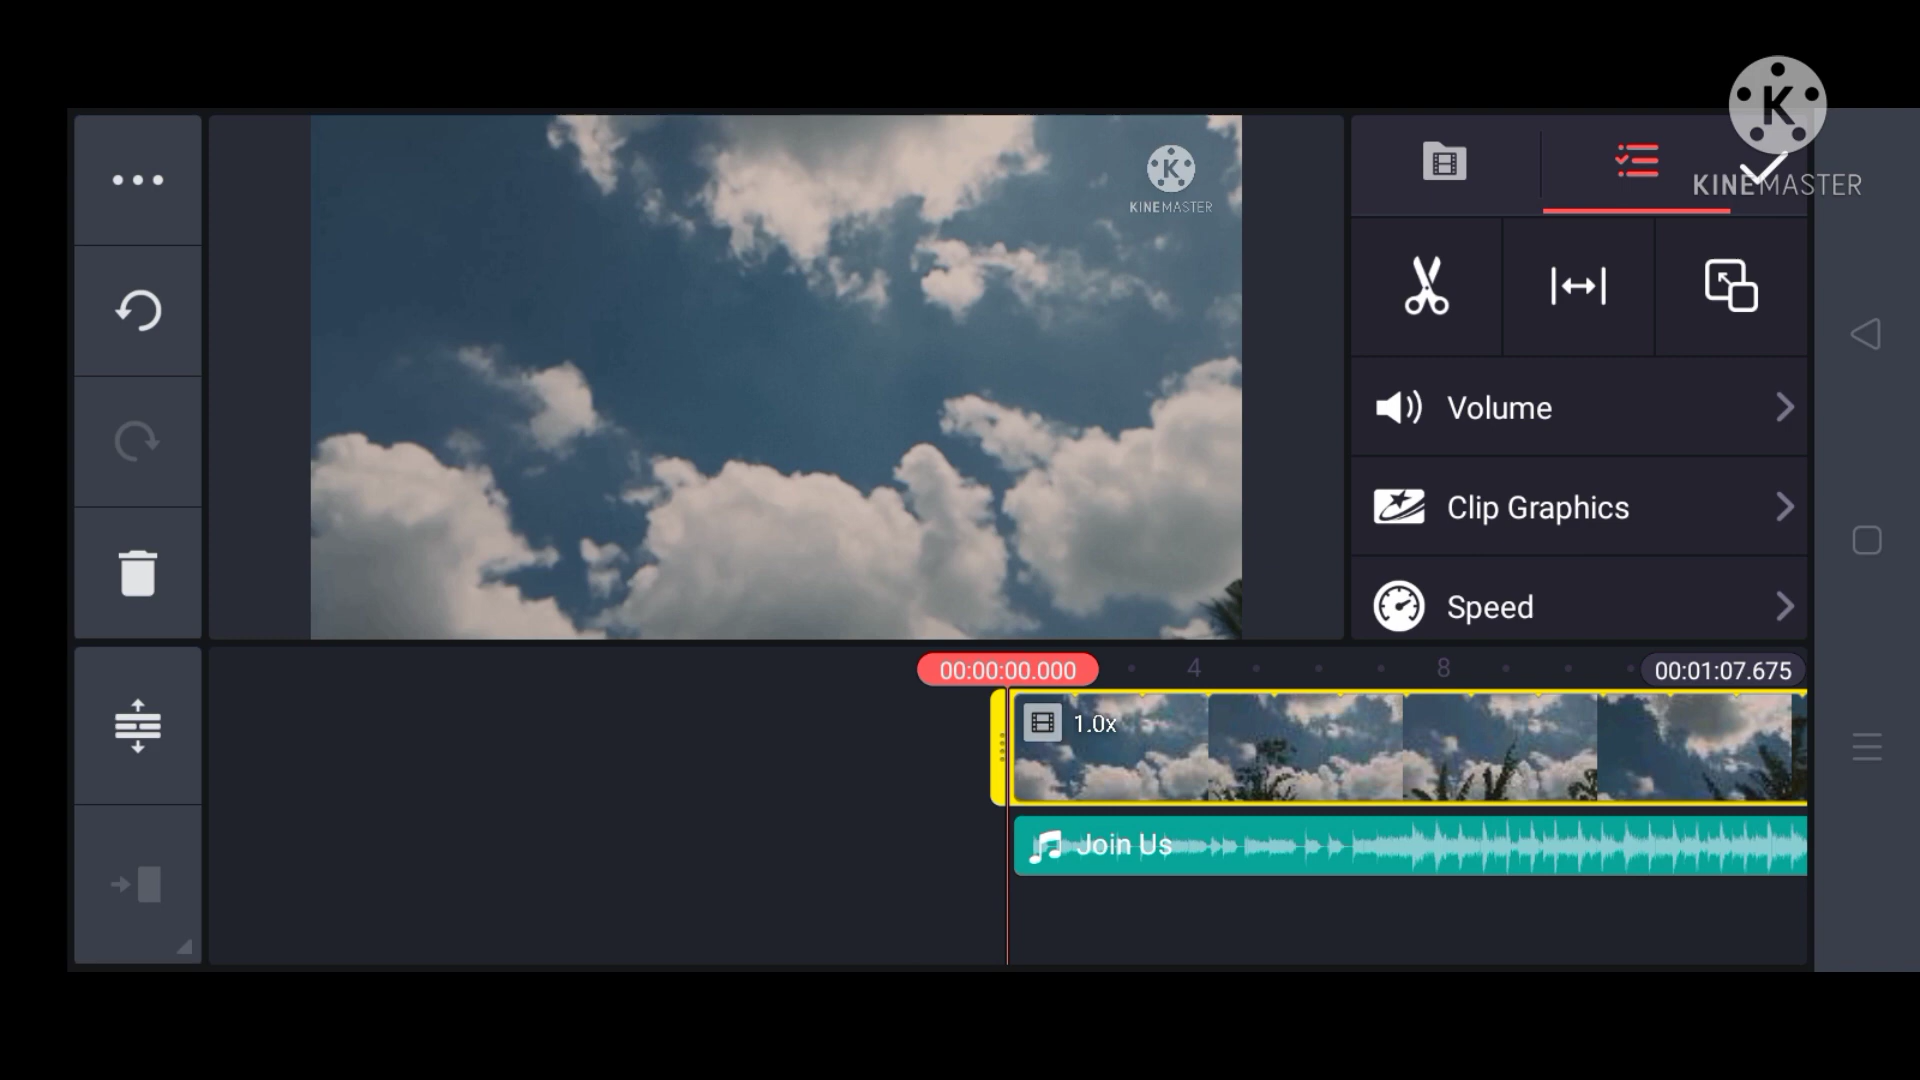 K
KINEMASTER
K
KINEMASTER
Volume
Clip Graphics
Speed
00:00:00.000
4
8
00:01:07.675
1.0x
Join Us